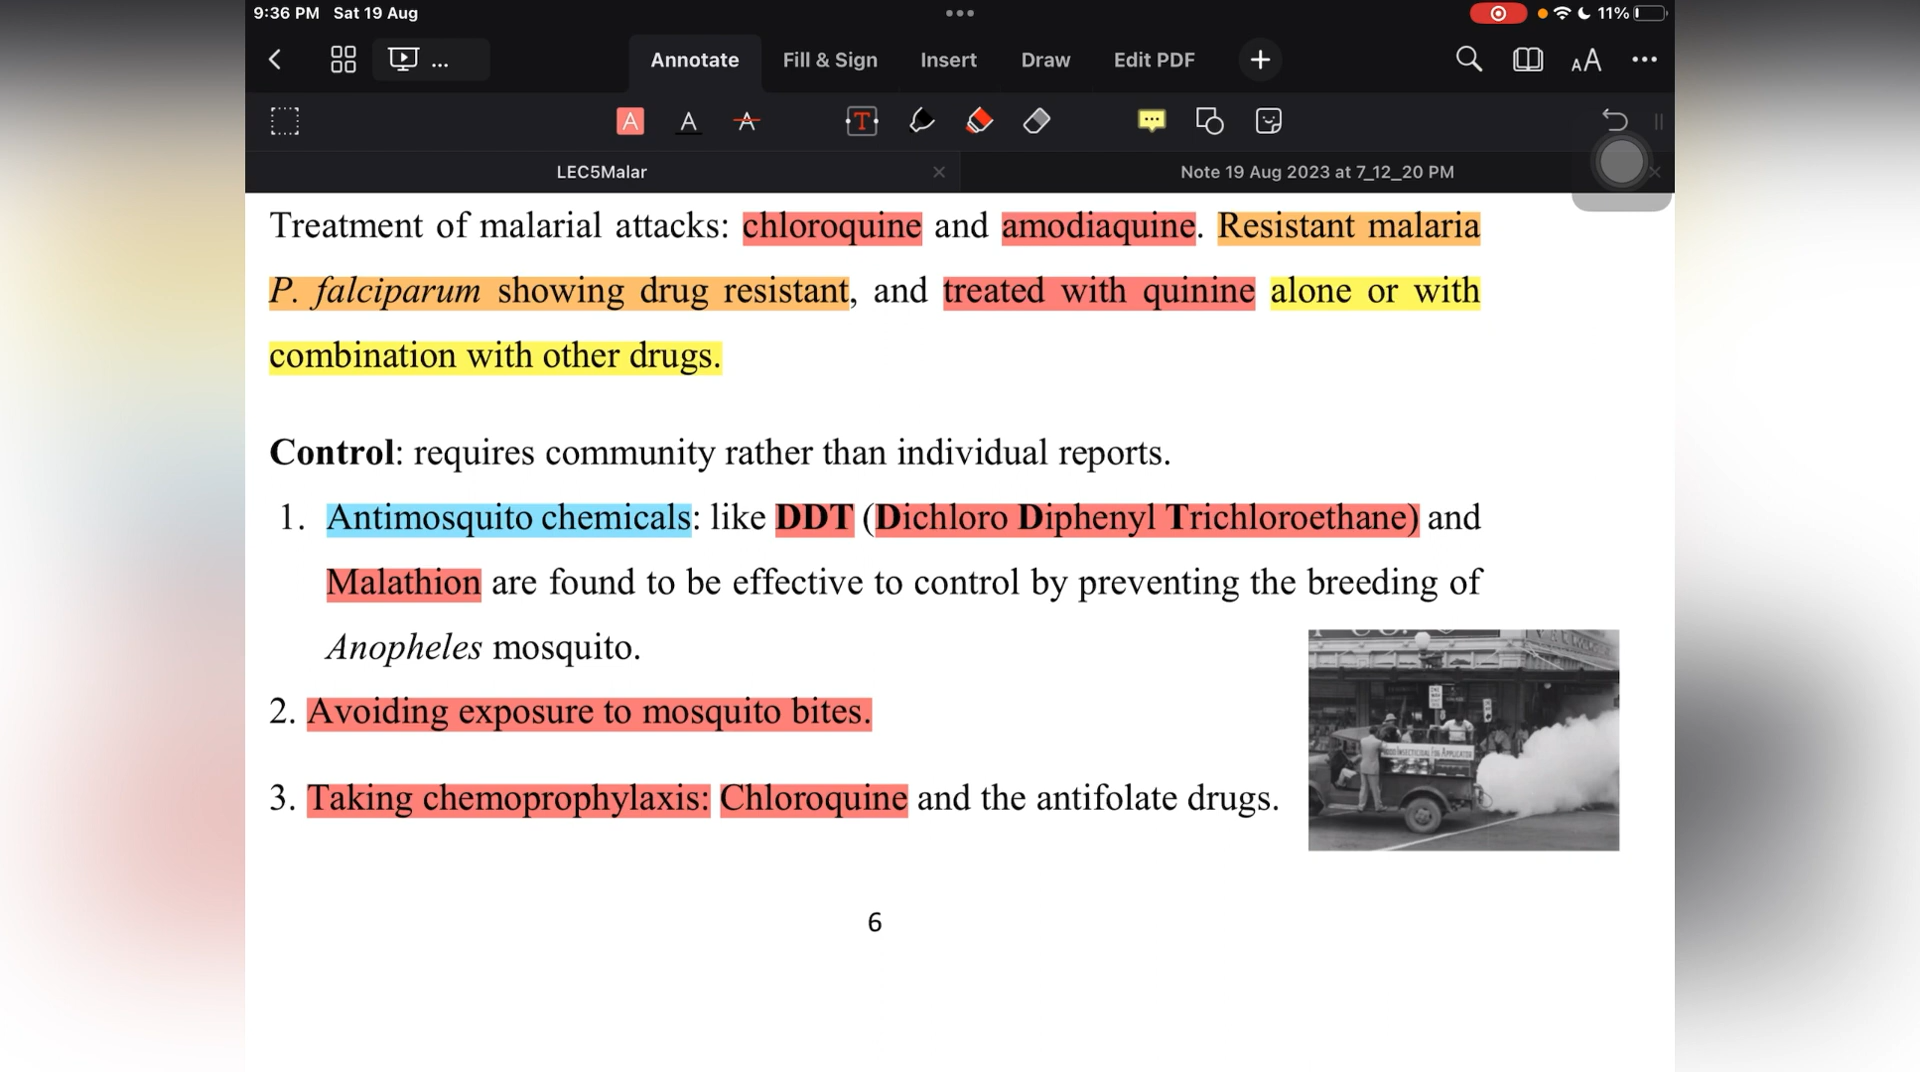 9:36 PM Sat 19 Aug
11%
...
Annotate
Fill & Sign
Insert
Draw
Edit PDF
AA
A A A T
LEC5Malar
Note 19 Aug 2023 at 7_12_20 PM
Treatment of malarial attacks: chloroquine and amodiaquine. Resistant malaria
P. falciparum showing drug resistant, and treated with quinine alone or with
combination with other drugs.
Control: requires community rather than individual reports.
1. Antimosquito chemicals: like DDT (Dichloro Diphenyl Trichloroethane) and
Malathion are found to be effective to control by preventing the breeding of
Anopheles mosquito.
2. Avoiding exposure to mosquito bites.
3. Taking chemoprophylaxis: Chloroquine and the antifolate drugs.
INSECTICIDAL FOG APPLICATOR
6